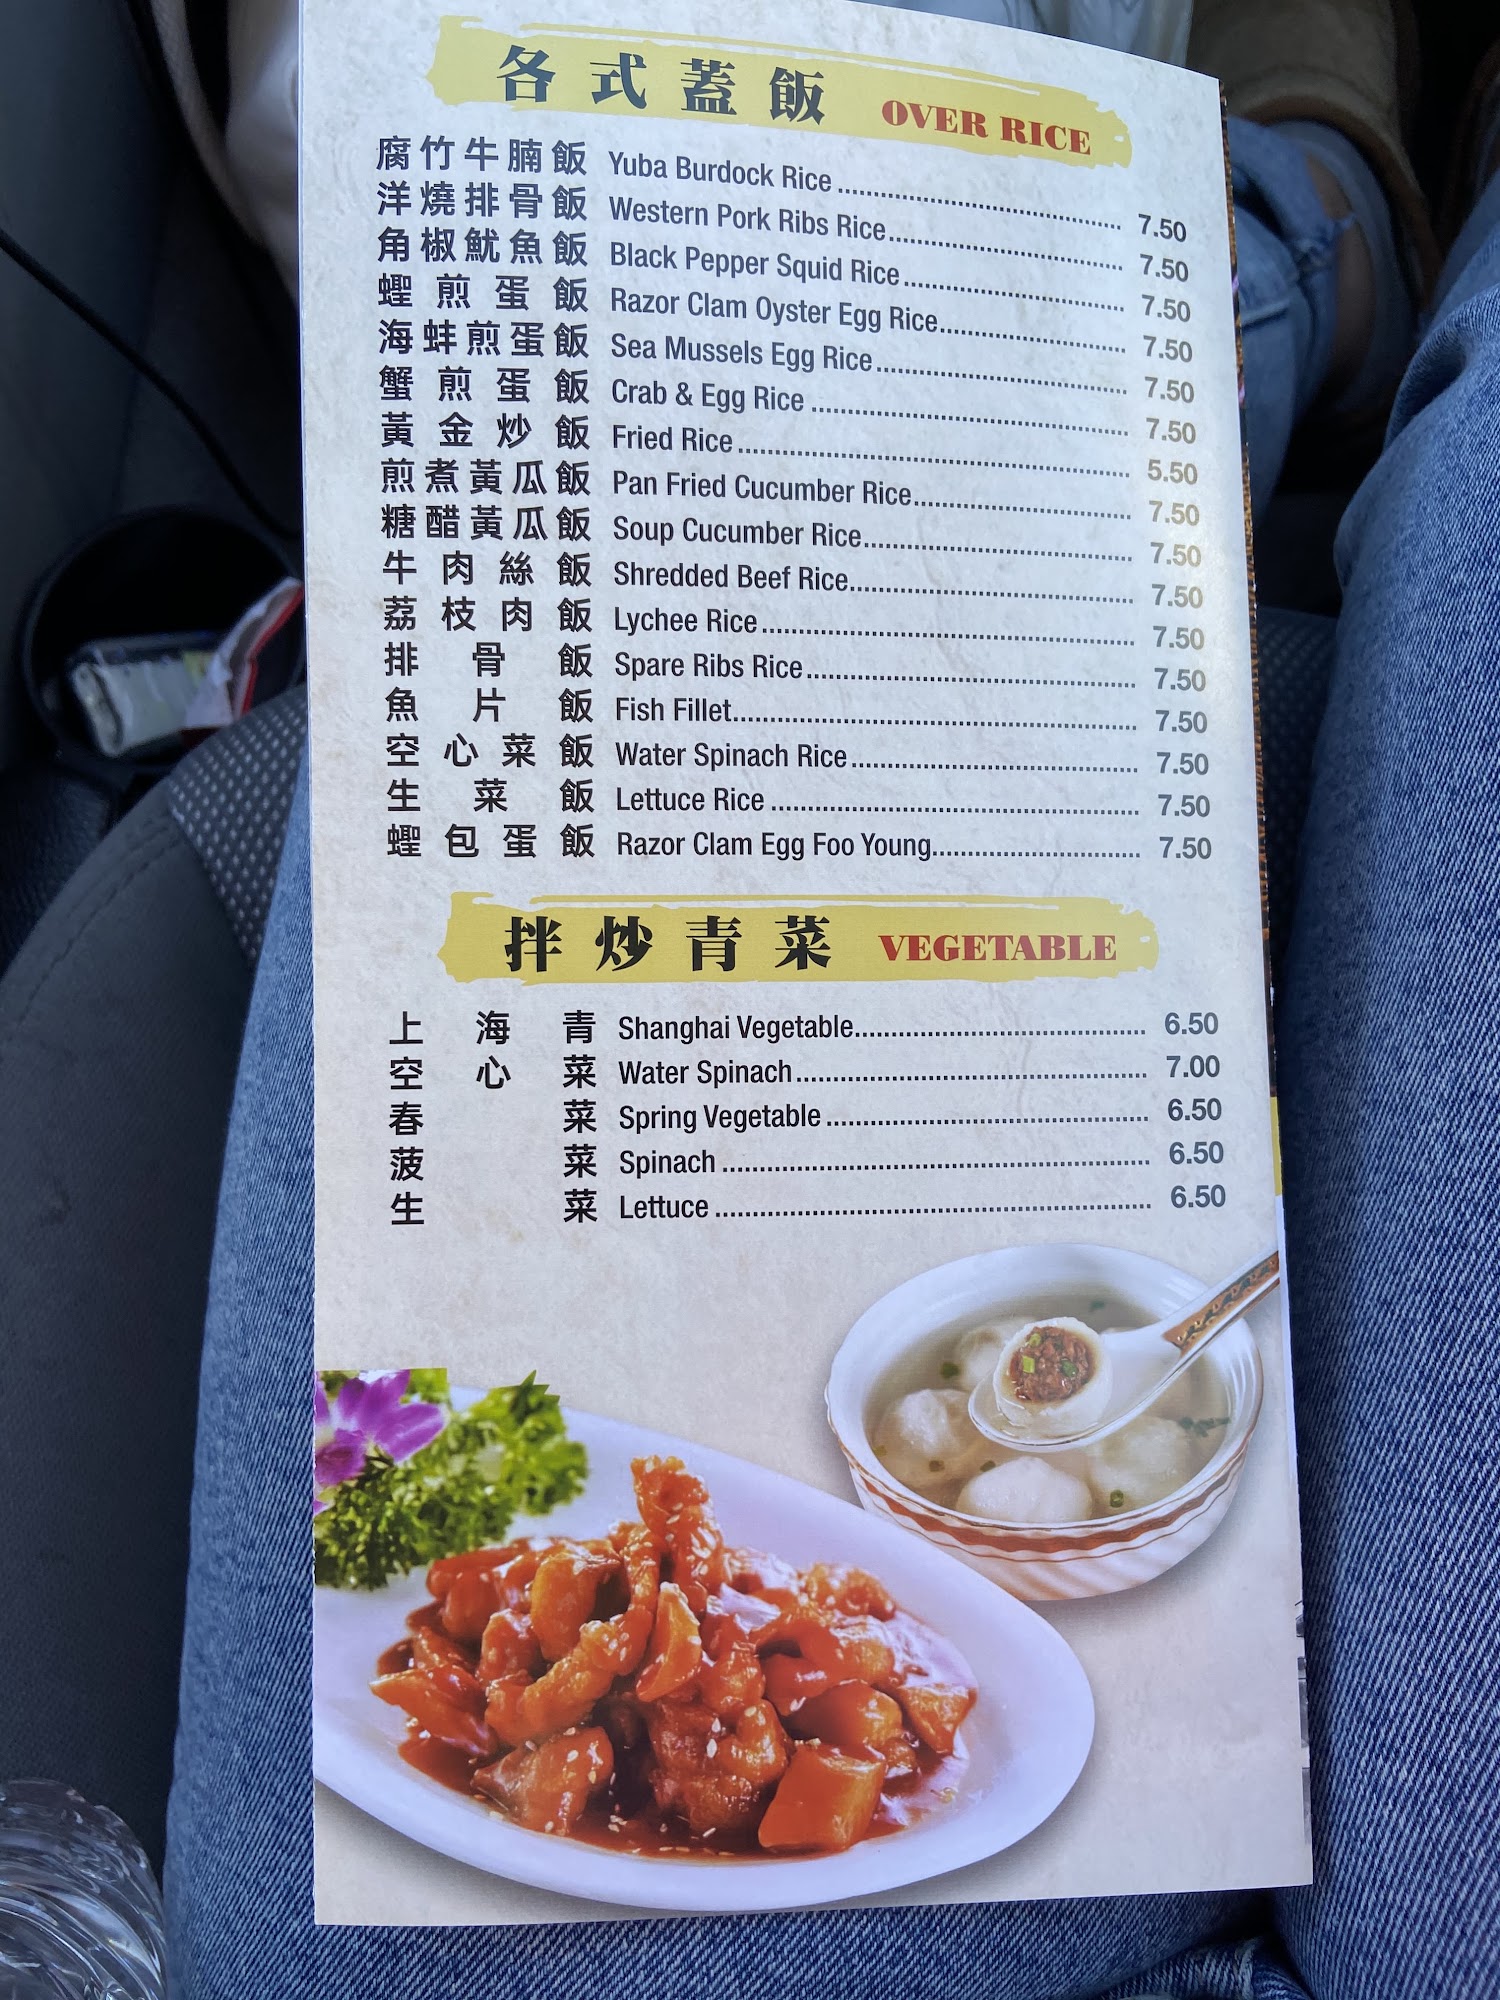 各式蓋飯 OVER RICE
腐竹牛腩飯 Yuba Burdock Rice 7.50
洋燒排骨飯 Western Pork Ribs Rice 7.50
角椒魷魚飯 Black Pepper Squid Rice 7.50
蟶煎蛋飯 Razor Clam Oyster Egg Rice 7.50
海蚌煎蛋飯 Sea Mussels Egg Rice 7.50
蟹煎蛋飯 Crab & Egg Rice 7.50
黃金炒飯 Fried Rice 5.50
煎煮黃瓜飯 Pan Fried Cucumber Rice 7.50
糖醋黃瓜飯 Soup Cucumber Rice 7.50
牛肉絲飯 Shredded Beef Rice 7.50
荔枝肉飯 Lychee Rice 7.50
排骨飯 Spare Ribs Rice 7.50
魚片飯 Fish Fillet 7.50
空心菜飯 Water Spinach Rice 7.50
生菜飯 Lettuce Rice 7.50
蟶包蛋飯 Razor Clam Egg Foo Young 7.50
拌炒青菜 VEGETABLE
上海青 Shanghai Vegetable 6.50
空心菜 Water Spinach 7.00
春菜 Spring Vegetable 6.50
菠菜 Spinach 6.50
生菜 Lettuce 6.50